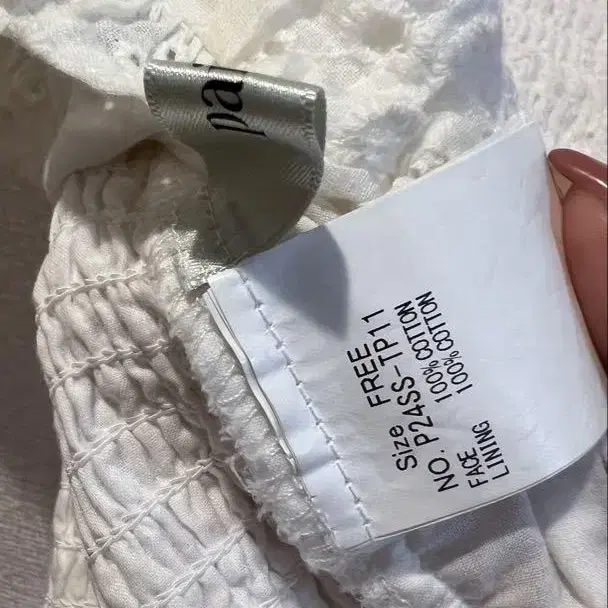 Size FREE
NO. P24SS-TP11
FACE 100% COTTON
LINING 100% COTTON